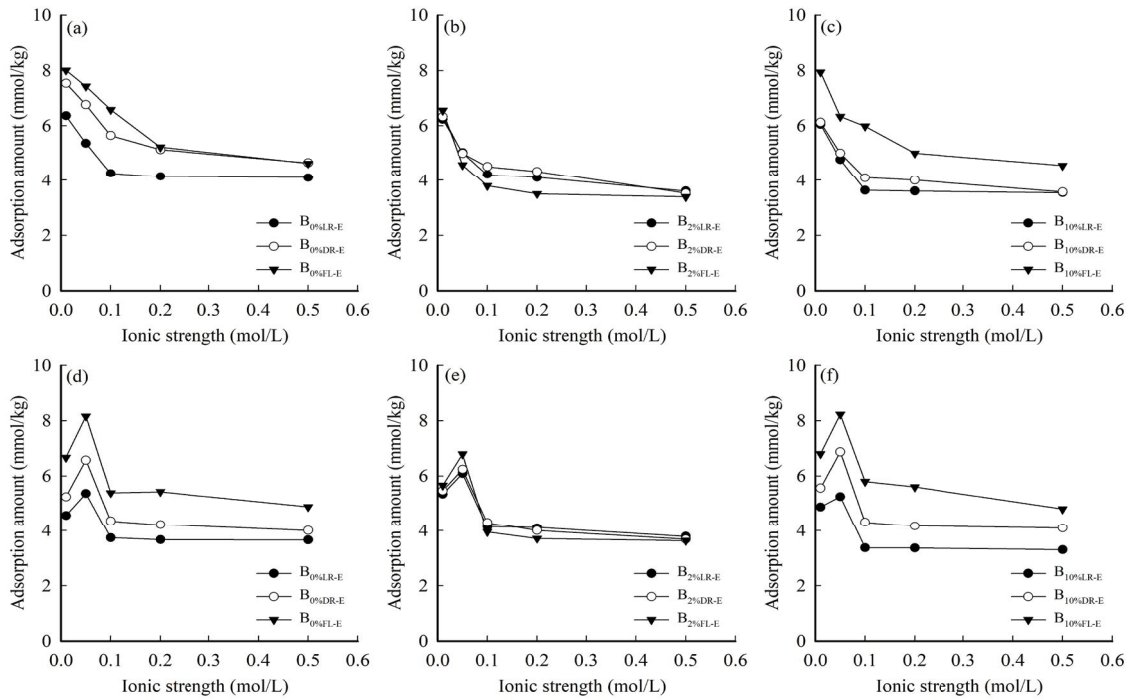 (a)
Adsorption amount (mmol/kg)
10
8
6
4
2
0
B0%LR-E
B0%DR-E
B0%FL-E
0.0 0.1 0.2 0.3 0.4 0.5 0.6
Ionic strength (mol/L)
(b)
Adsorption amount (mmol/kg)
10
8
6
4
2
0
B2%LR-E
B2%DR-E
B2%FL-E
0.0 0.1 0.2 0.3 0.4 0.5 0.6
Ionic strength (mol/L)
(c)
Adsorption amount (mmol/kg)
10
8
6
4
2
0
B10%LR-E
B10%DR-E
B10%FL-E
0.0 0.1 0.2 0.3 0.4 0.5 0.6
Ionic strength (mol/L)
(d)
Adsorption amount (mmol/kg)
10
8
6
4
2
0
B0%LR-E
B0%DR-E
B0%FL-E
0.0 0.1 0.2 0.3 0.4 0.5 0.6
Ionic strength (mol/L)
(e)
Adsorption amount (mmol/kg)
10
8
6
4
2
0
B2%LR-E
B2%DR-E
B2%FL-E
0.0 0.1 0.2 0.3 0.4 0.5 0.6
Ionic strength (mol/L)
(f)
Adsorption amount (mmol/kg)
10
8
6
4
2
0
B10%LR-E
B10%DR-E
B10%FL-E
0.0 0.1 0.2 0.3 0.4 0.5 0.6
Ionic strength (mol/L)